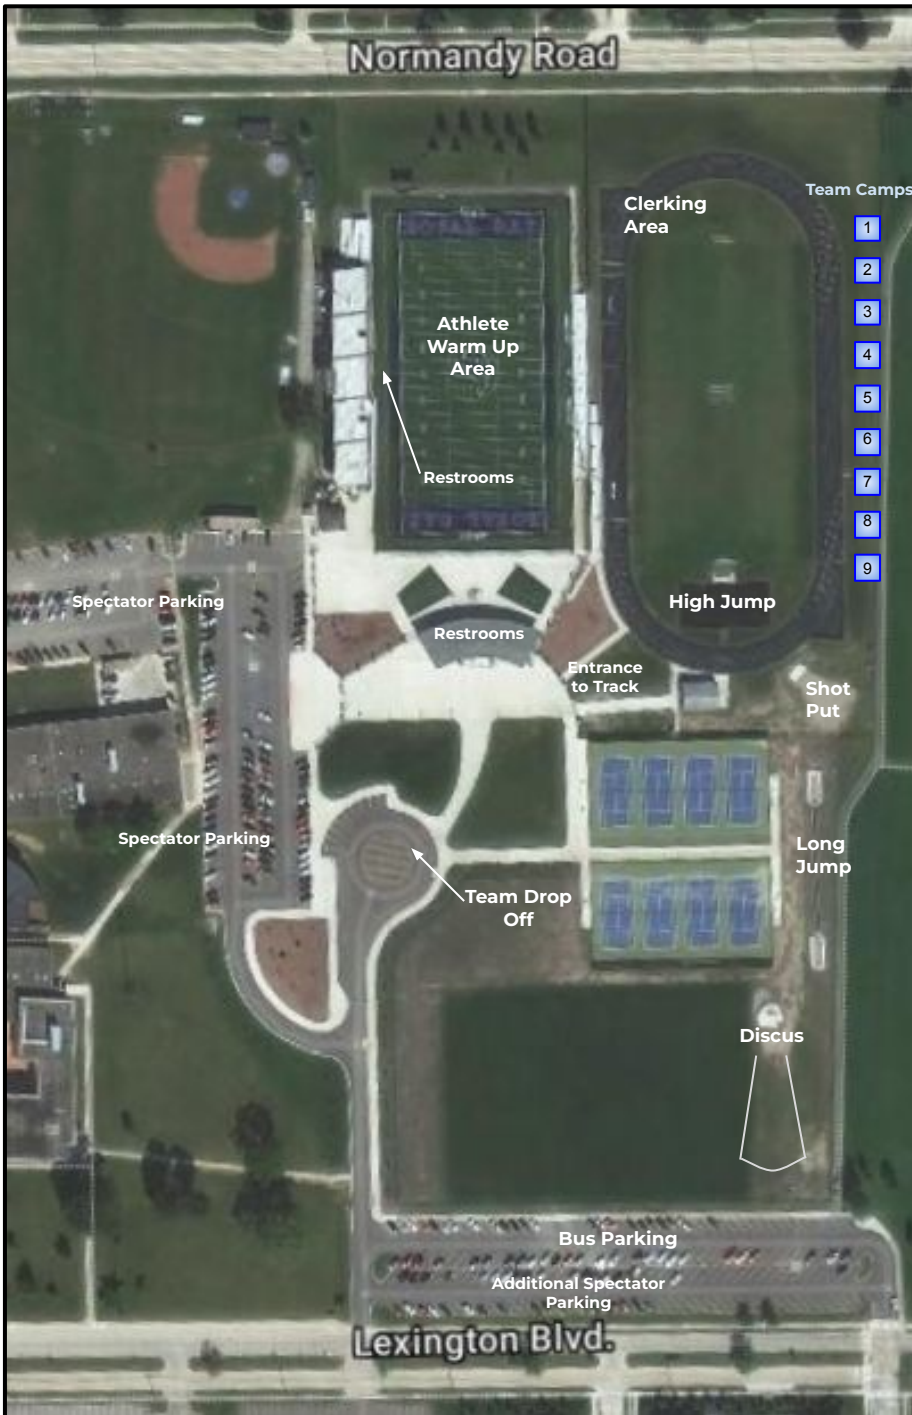 Normandy Road
Team Camps
Clerking
Area
1
2
3
4
5
6
7
8
9
Athlete
Warm Up
Area
Restrooms
Spectator Parking
High Jump
Restrooms
Entrance
to Track
Shot
Put
Spectator Parking
Long
Jump
Team Drop
Off
Discus
Bus Parking
Additional Spectator
Parking
Lexington Blvd.